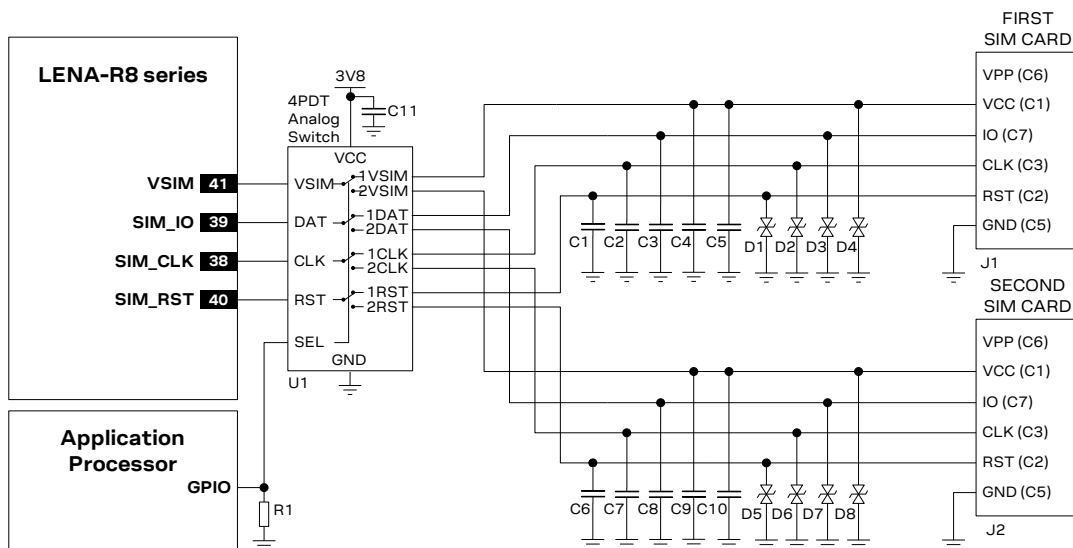 LENA-R8 series
VSIM 41
SIM_IO 39
SIM_CLK 38
SIM_RST 40
Application
Processor
GPIO
R1
3V8
C11
4PDT
Analog
Switch
VCC
VSIM
1VSIM
2VSIM
DAT
1DAT
2DAT
CLK
1CLK
2CLK
RST
1RST
2RST
SEL
GND
U1
C1 C2 C3 C4 C5 D1 D2 D3 D4
FIRST
SIM CARD
VPP (C6)
VCC (C1)
IO (C7)
CLK (C3)
RST (C2)
GND (C5)
J1
C6 C7 C8 C9 C10 D5 D6 D7 D8
SECOND
SIM CARD
VPP (C6)
VCC (C1)
IO (C7)
CLK (C3)
RST (C2)
GND (C5)
J2